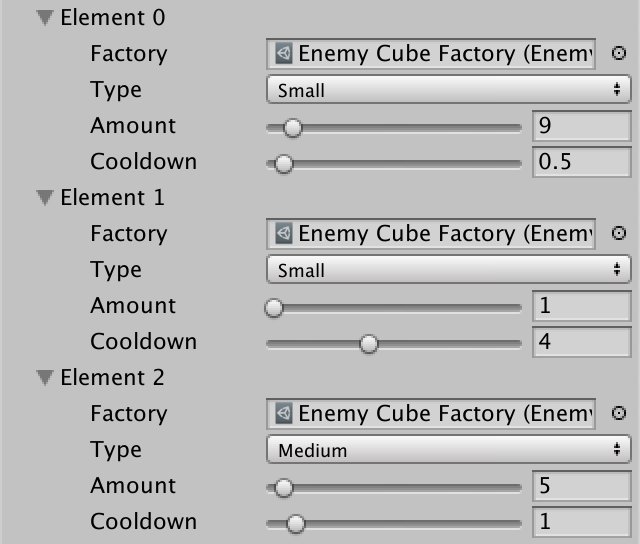 Element 0
Factory Enemy Cube Factory (Enemy
Type Small
Amount 9
Cooldown 0.5
Element 1
Factory Enemy Cube Factory (Enemy
Type Small
Amount 1
Cooldown 4
Element 2
Factory Enemy Cube Factory (Enemy
Type Medium
Amount 5
Cooldown 1